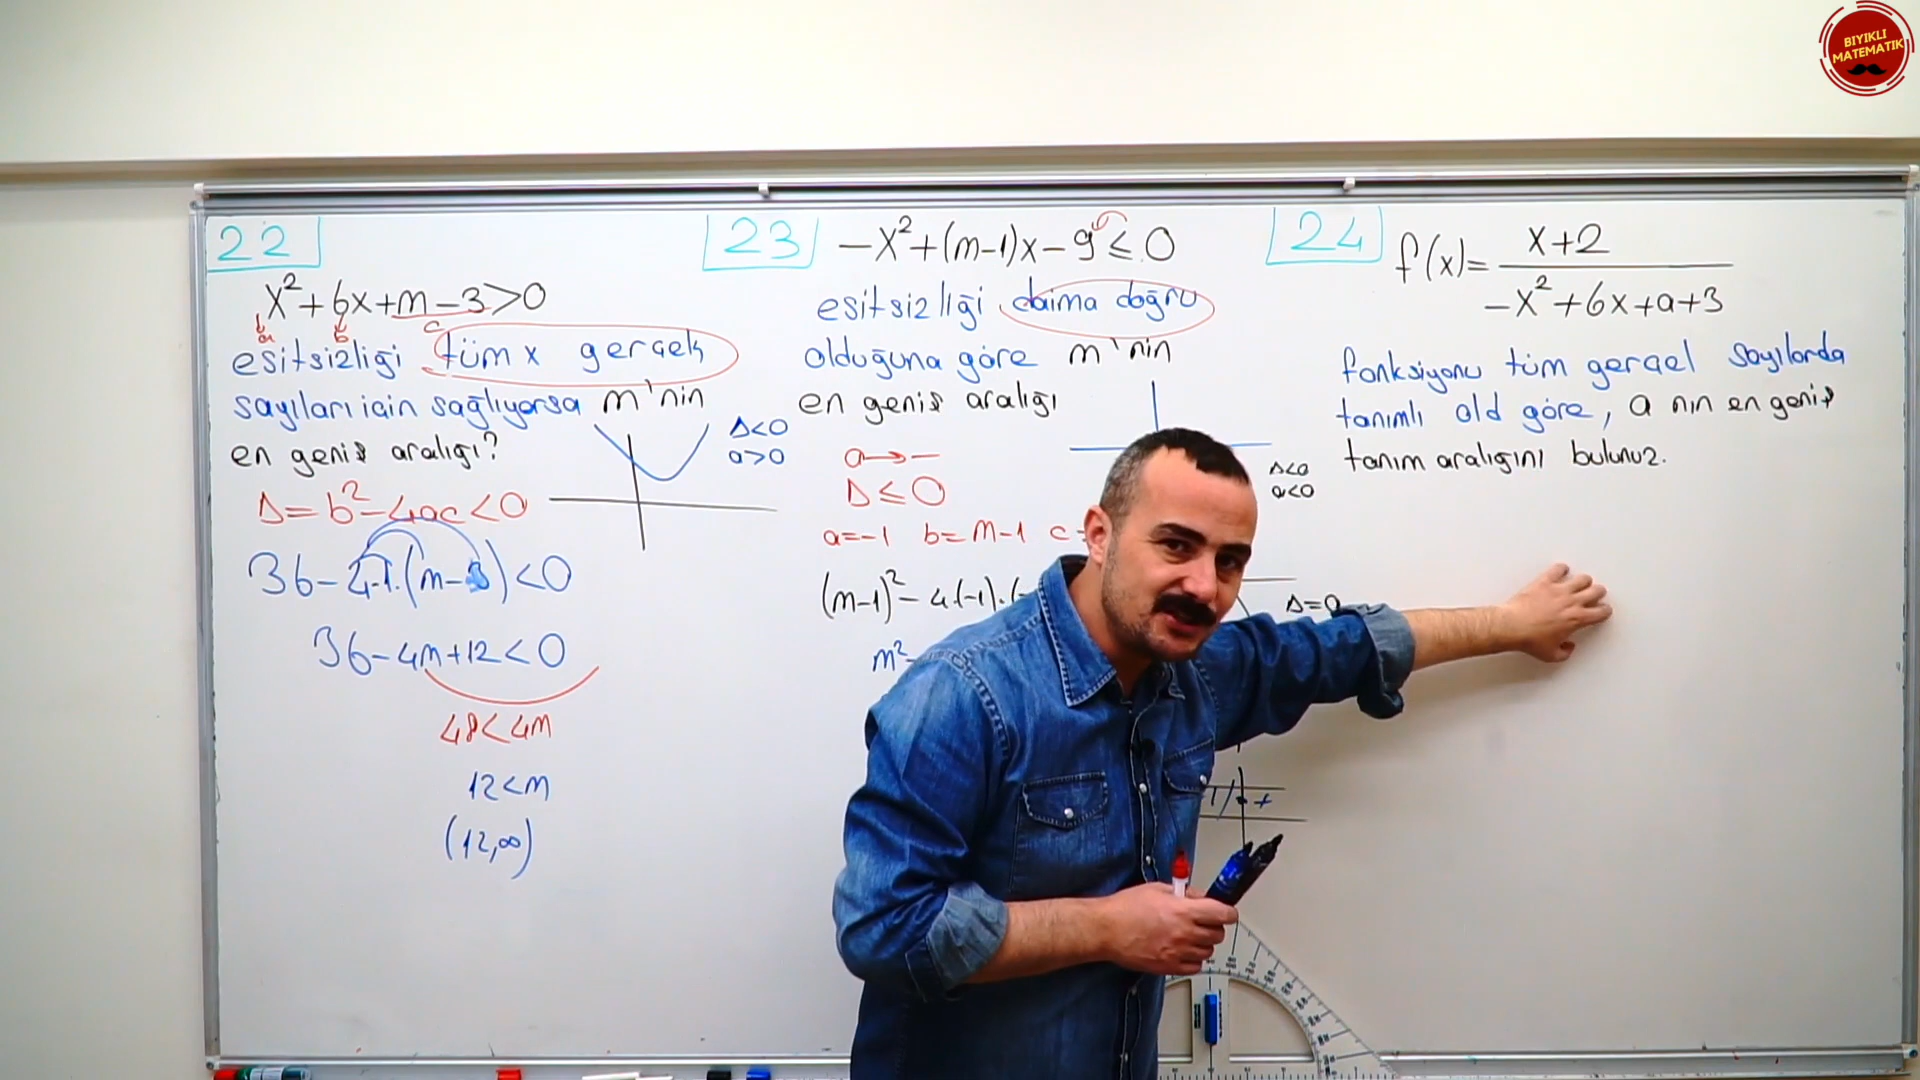 BIYIKLI
MATEMATİK
22
x²+6x+m-3>0
a b c
eşitsizliği tüm x gerçek
sayıları için sağlıyorsa m'nin
en geniş aralığı?
Δ<0
a>0
Δ=b²-4ac<0
36-4.1.(m-3)<0
36-4m+12<0
48<4m
12<m
(12,∞)
23
-x²+(m-1)x-9≤0
eşitsizliği daima doğru
olduğuna göre m'nin
en geniş aralığı
a→-
Δ≤0
a=-1 b=m-1 c=
(m-1)²-4.(-1).(-
m²-
Δ<0
a<0
Δ=0
24
f(x)= x+2
-x²+6x+a+3
fonksiyonu tüm gerçel sayılarda
tanımlı old göre, a nın en geniş
tanım aralığını bulunuz.